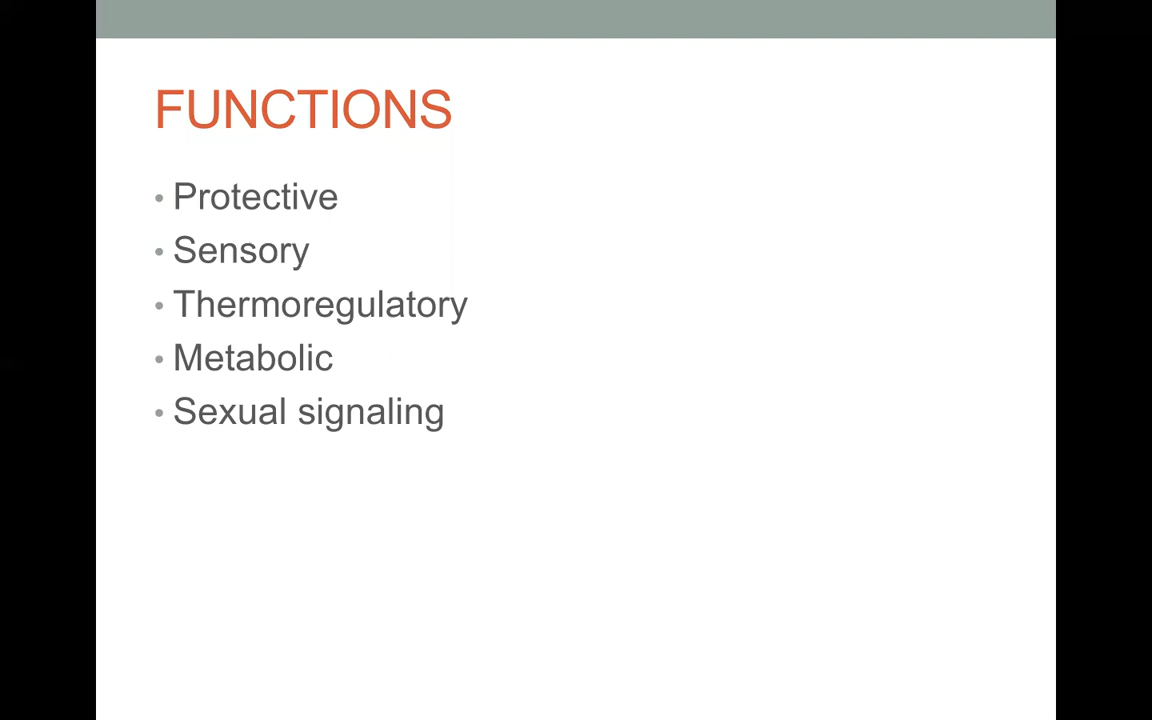 FUNCTIONS
• Protective
• Sensory
• Thermoregulatory
• Metabolic
• Sexual signaling